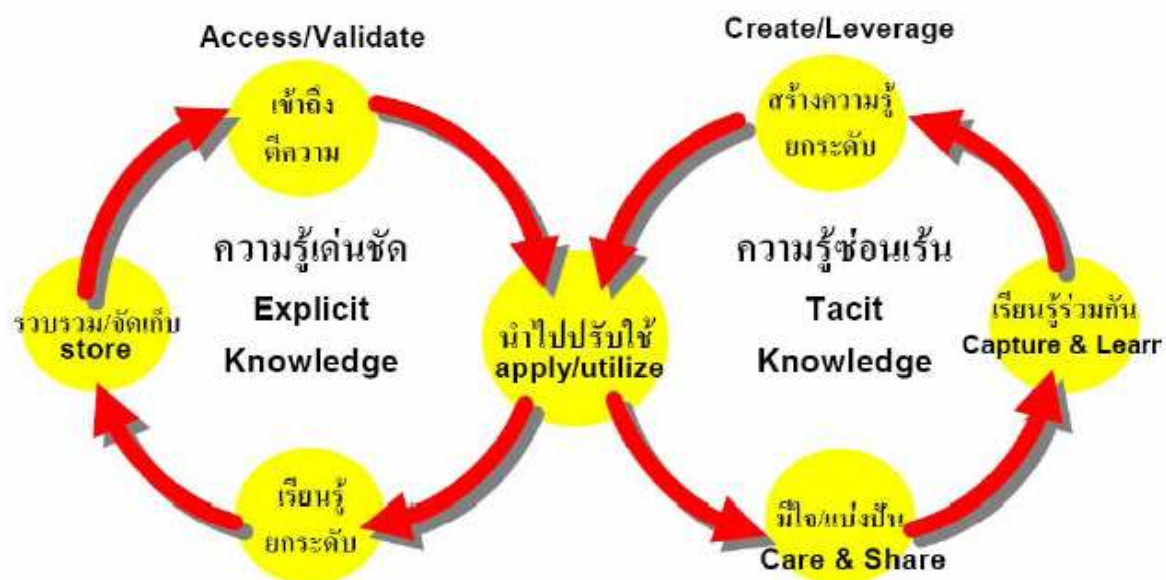 Access/Validate
เข้าถึง
ตีความ
Create/Leverage
สร้างความรู้
ยกระดับ
ความรู้เด่นชัด
Explicit
Knowledge
ความรู้ซ่อนเร้น
Tacit
Knowledge
รวบรวม/จัดเก็บ
store
นำไปปรับใช้
apply/utilize
เรียนรู้ร่วมกัน
Capture & Learn
เรียนรู้
ยกระดับ
มีใจ/แบ่งปัน
Care & Share